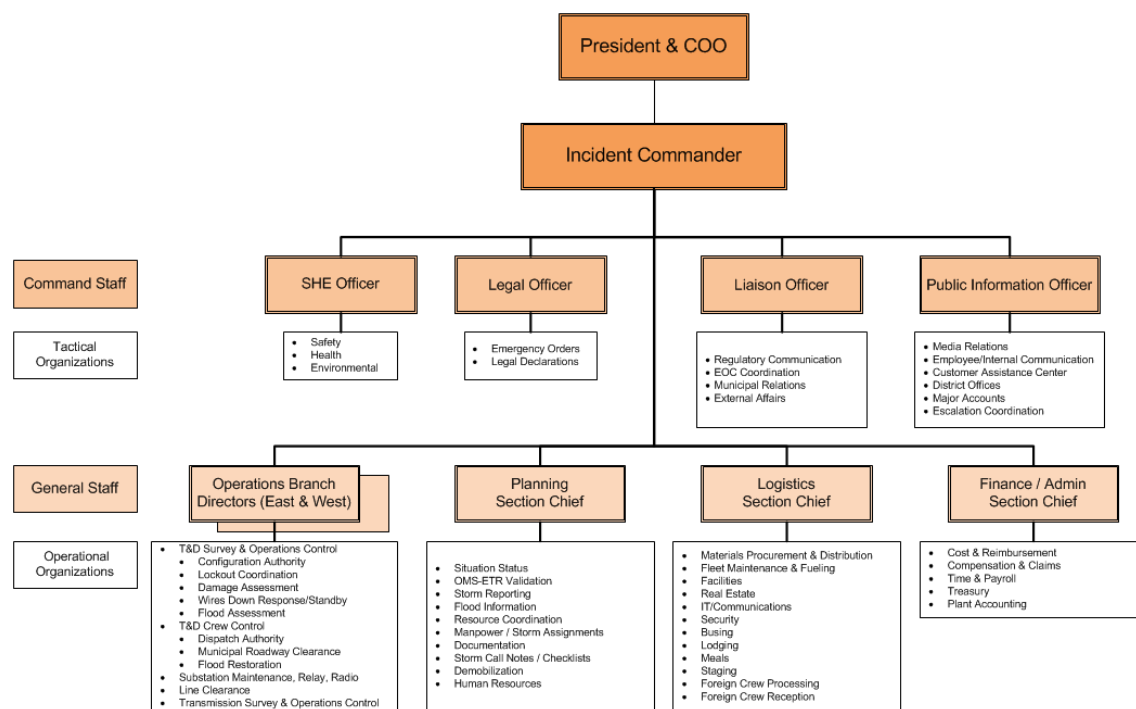 President & COO
Incident Commander
Command Staff
SHE Officer
Legal Officer
Liaison Officer
Public Information Officer
Tactical
Organizations
• Safety
• Health
• Environmental
• Emergency Orders
• Legal Declarations
• Regulatory Communication
• EOC Coordination
• Municipal Relations
• External Affairs
• Media Relations
• Employee/Internal Communication
• Customer Assistance Center
• District Offices
• Major Accounts
• Escalation Coordination
General Staff
Operations Branch
Directors (East & West)
Planning
Section Chief
Logistics
Section Chief
Finance / Admin
Section Chief
Operational
Organizations
• T&D Survey & Operations Control
• Configuration Authority
• Lockout Coordination
• Damage Assessment
• Wires Down Response/Standby
• Flood Assessment
• T&D Crew Control
• Dispatch Authority
• Municipal Roadway Clearance
• Flood Restoration
• Substation Maintenance, Relay, Radio
• Line Clearance
• Transmission Survey & Operations Control
• Situation Status
• OMS-ETR Validation
• Storm Reporting
• Flood Information
• Resource Coordination
• Manpower / Storm Assignments
• Documentation
• Storm Call Notes / Checklists
• Demobilization
• Human Resources
• Materials Procurement & Distribution
• Fleet Maintenance & Fueling
• Facilities
• Real Estate
• IT/Communications
• Security
• Busing
• Lodging
• Meals
• Staging
• Foreign Crew Processing
• Foreign Crew Reception
• Cost & Reimbursement
• Compensation & Claims
• Time & Payroll
• Treasury
• Plant Accounting